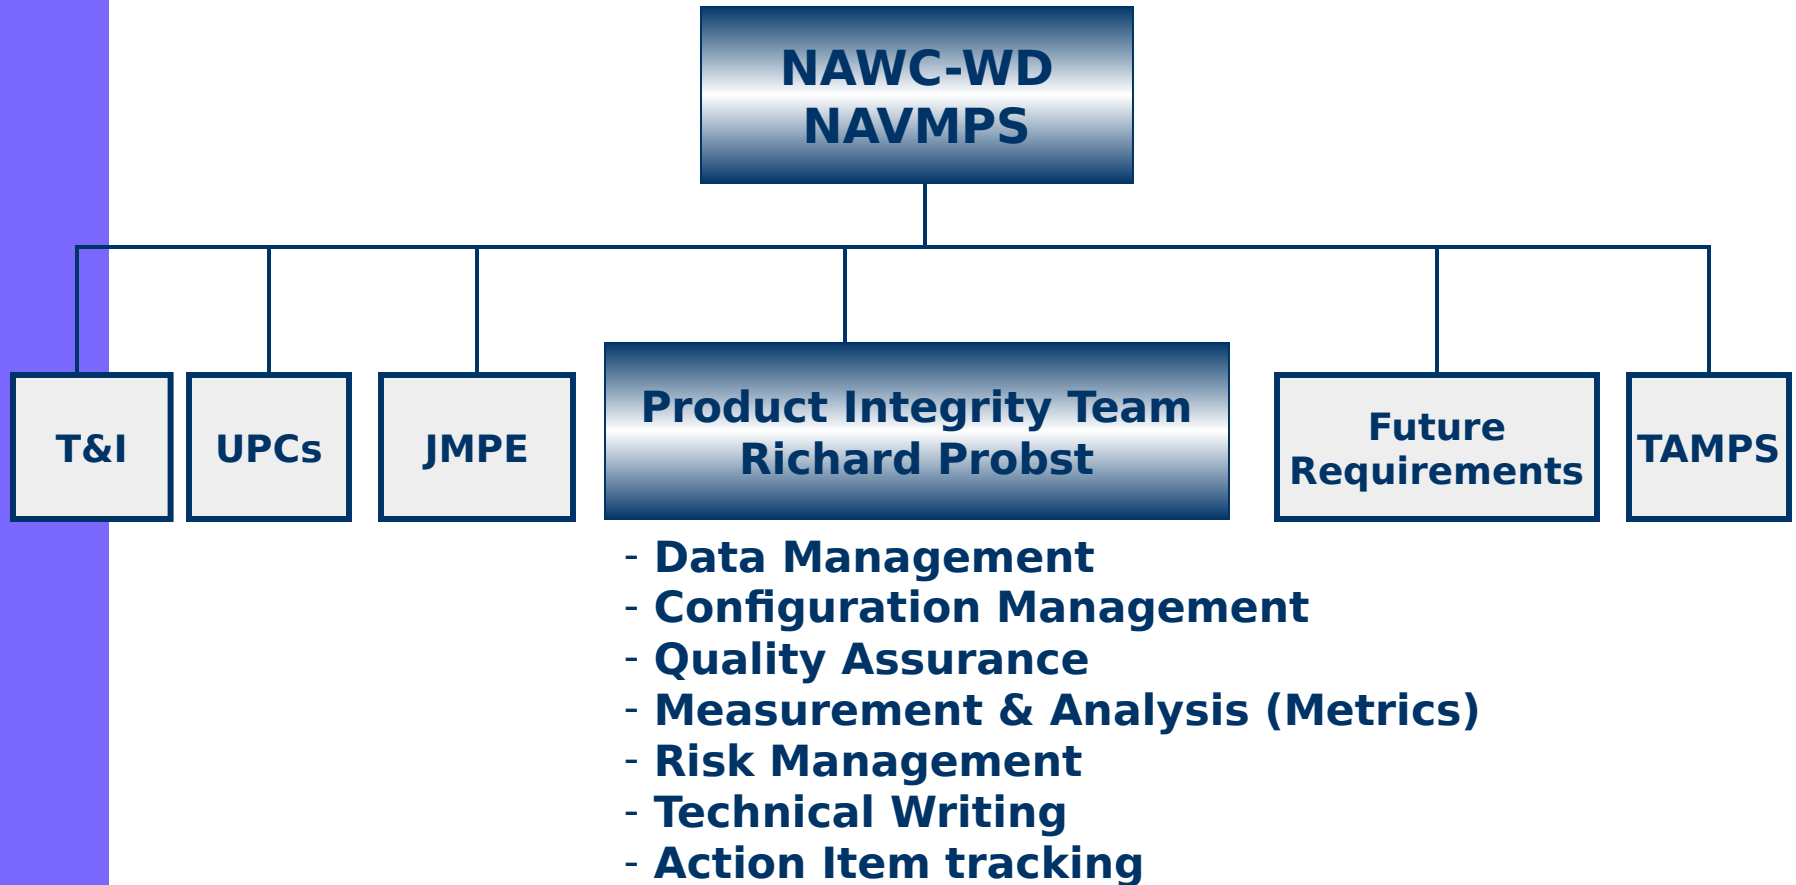 NAWC-WD
NAVMPS
T&I
UPCs
JMPE
Product Integrity Team
Richard Probst
Future
Requirements
TAMPS
- Data Management
- Configuration Management
- Quality Assurance
- Measurement & Analysis (Metrics)
- Risk Management
- Technical Writing
- Action Item tracking